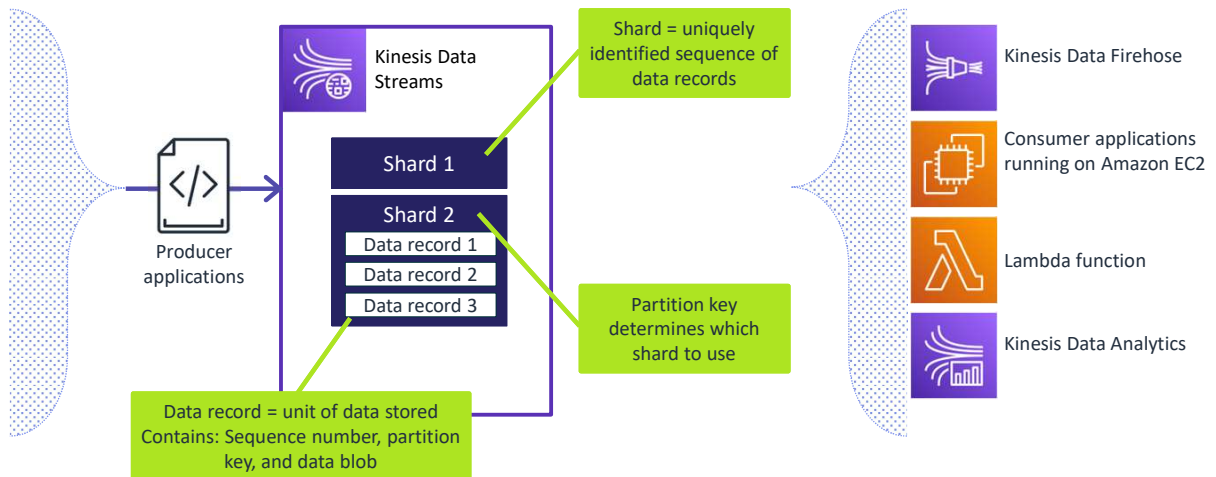 Kinesis Data
Streams
Shard = uniquely
identified sequence of
data records
Shard 1
Shard 2
Data record 1
Data record 2
Data record 3
Producer
applications
Partition key
determines which
shard to use
Data record = unit of data stored
Contains: Sequence number, partition
key, and data blob
Kinesis Data Firehose
Consumer applications
running on Amazon EC2
Lambda function
Kinesis Data Analytics